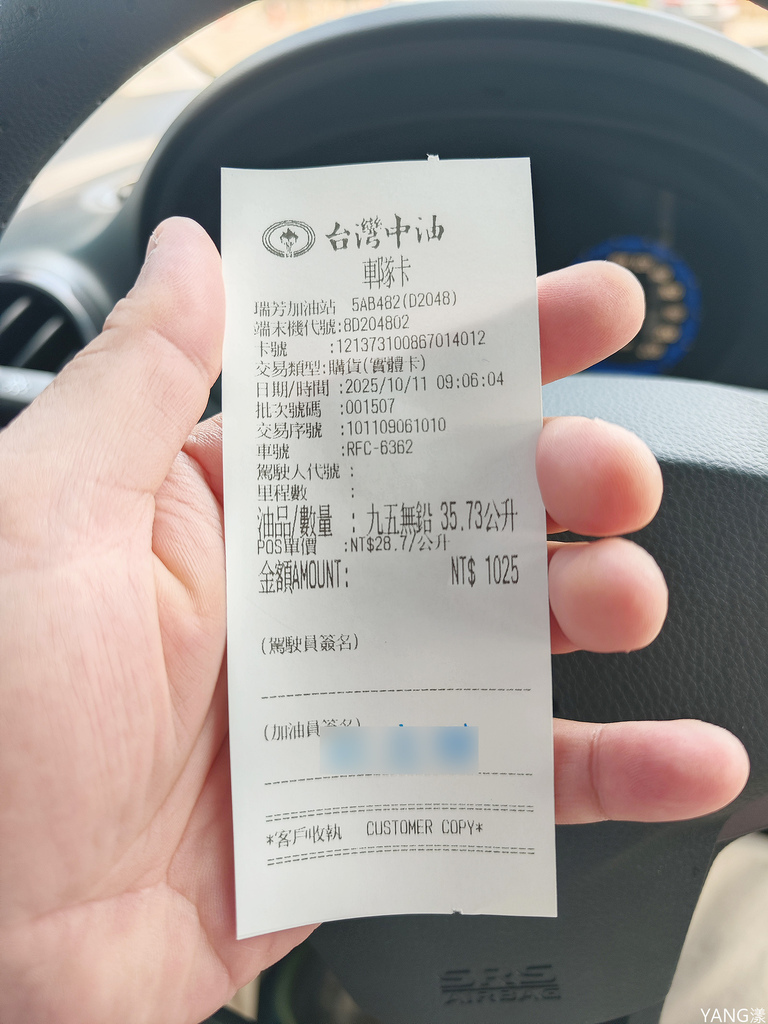 台灣中油
車隊卡
瑞芳加油站 5AB482(D2048)
端末機代號:8D204802
卡號 :121373100867014012
交易類型:購貨(實體卡)
日期/時間 :2025/10/11 09:06:04
批次號碼 :001507
交易序號 :101109061010
車號 :RFC-6362
駕駛人代號 :
里程數 :
油品/數量 : 九五無鉛 35.73公升
POS單價 :NT$28.7/公升
金額AMOUNT: NT$ 1025
(駕駛員簽名)
(加油員簽名)
*客戶收執 CUSTOMER COPY*
SRS
AIRBAG
YANG漾